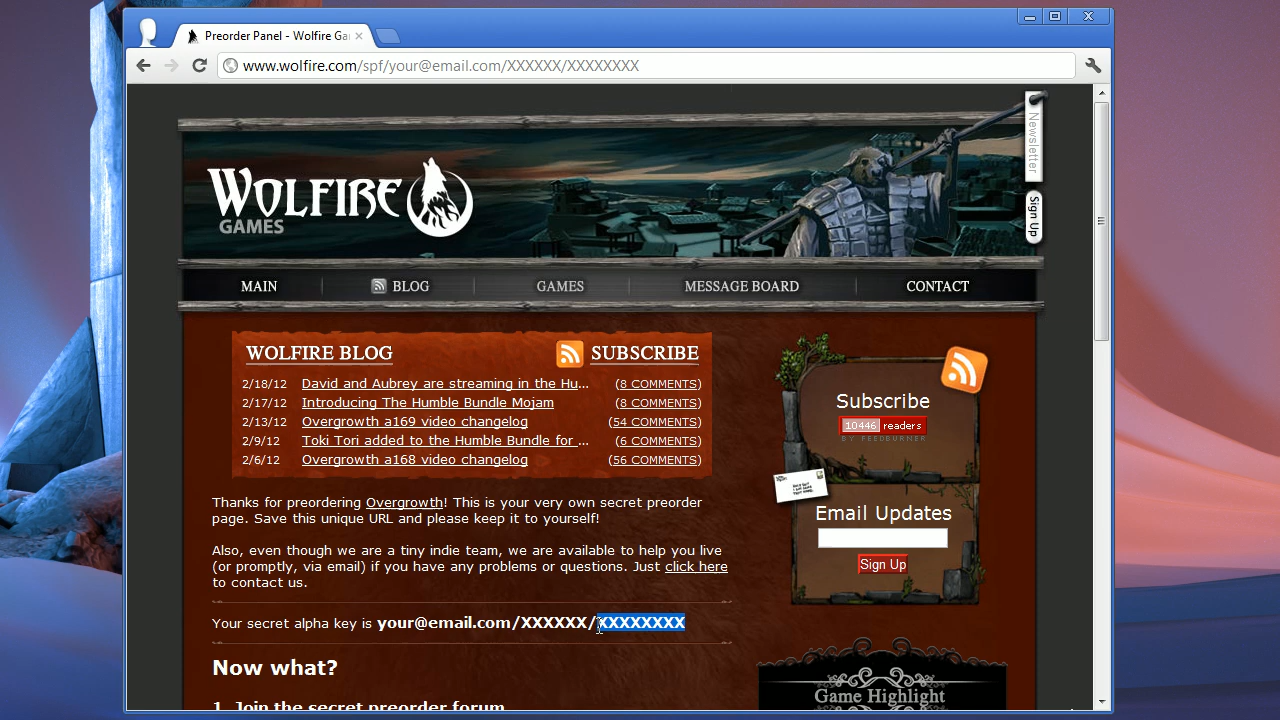 Preorder Panel - Wolfire Ga
www.wolfire.com/spf/your@email.com/XXXXXX/XXXXXXXX
Newsletter
Sign Up
WOLFIRE
GAMES
MAIN BLOG GAMES MESSAGE BOARD CONTACT
WOLFIRE BLOG SUBSCRIBE
2/18/12 David and Aubrey are streaming in the Hu... (8 COMMENTS)
2/17/12 Introducing The Humble Bundle Mojam (8 COMMENTS)
2/13/12 Overgrowth a169 video changelog (54 COMMENTS)
2/9/12 Toki Tori added to the Humble Bundle for ... (6 COMMENTS)
2/6/12 Overgrowth a168 video changelog (56 COMMENTS)
Thanks for preordering Overgrowth! This is your very own secret preorder
page. Save this unique URL and please keep it to yourself!
Also, even though we are a tiny indie team, we are available to help you live
(or promptly, via email) if you have any problems or questions. Just click here
to contact us.
Your secret alpha key is your@email.com/XXXXXX/XXXXXXXX
Now what?
1. Join the secret preorder forum
Subscribe
10446 readers
BY FEEDBURNER
Email Updates
Sign Up
Game Highlight